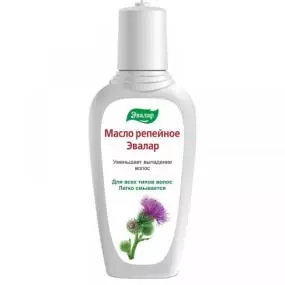 Эвалар
Масло репейное
Эвалар
Уменьшает выпадение
волос
Для всех типов волос
Легко смывается